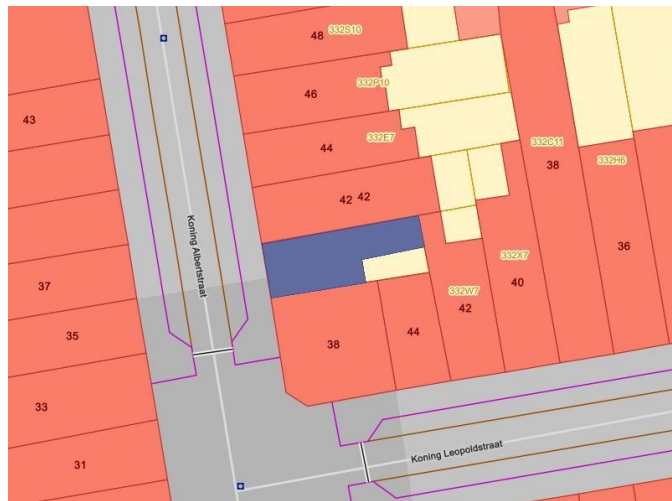 48
332S10
46
332P10
43
44
332E7
332C11
38
332H6
42 42
Koning Albertstraat
36
37
332X7
40
332W7
42
35
38
44
33
31
Koning Leopoldstraat